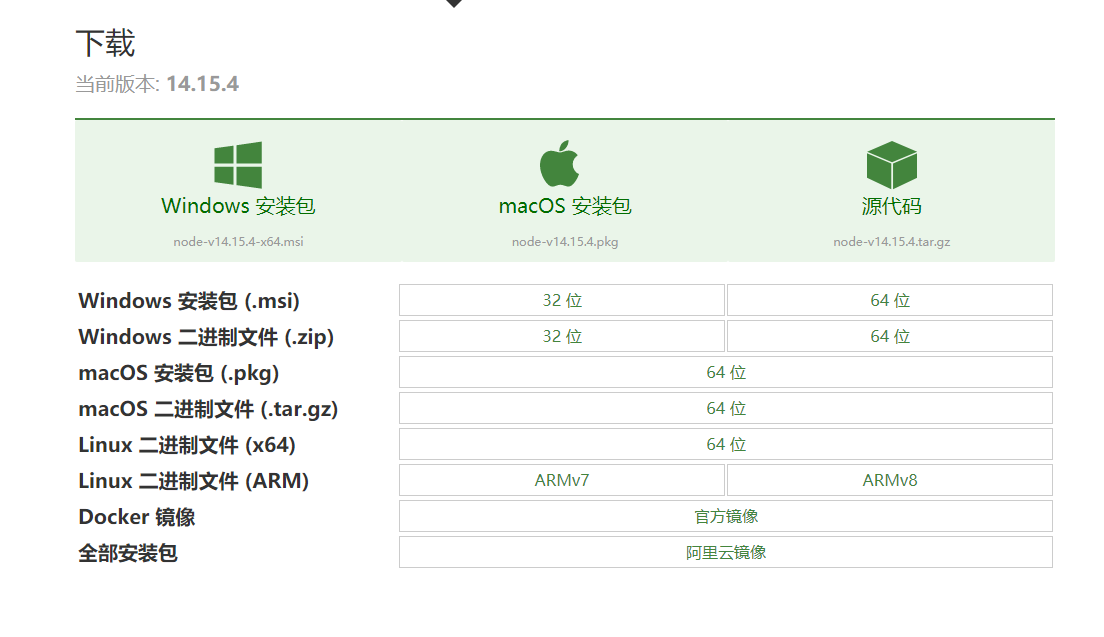 下载
当前版本: 14.15.4
Windows 安装包 macOS 安装包 源代码
node-v14.15.4-x64.msi node-v14.15.4.pkg node-v14.15.4.tar.gz
Windows 安装包 (.msi) 32 位 64 位
Windows 二进制文件 (.zip) 32 位 64 位
macOS 安装包 (.pkg) 64 位
macOS 二进制文件 (.tar.gz) 64 位
Linux 二进制文件 (x64) 64 位
Linux 二进制文件 (ARM) ARMv7 ARMv8
Docker 镜像 官方镜像
全部安装包 阿里云镜像